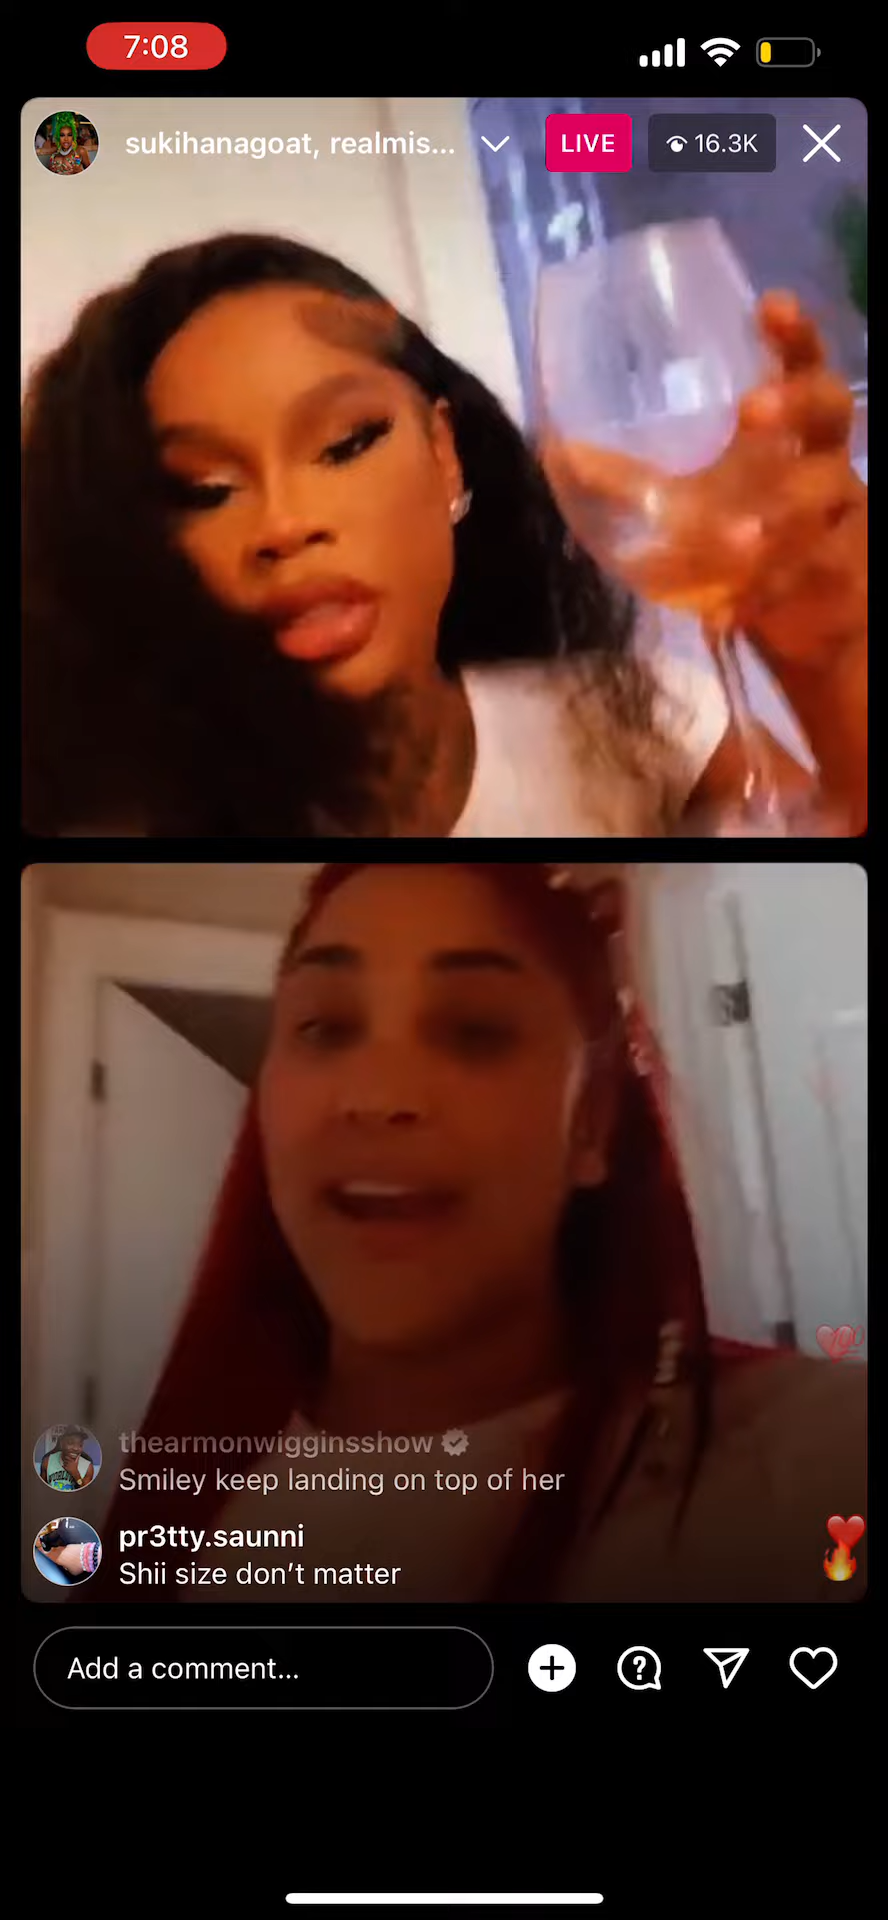 7:08
sukihanagoat, realmis...
LIVE
16.3K
thearmonwigginsshow
Smiley keep landing on top of her
pr3tty.saunni
Shii size don’t matter
Add a comment...